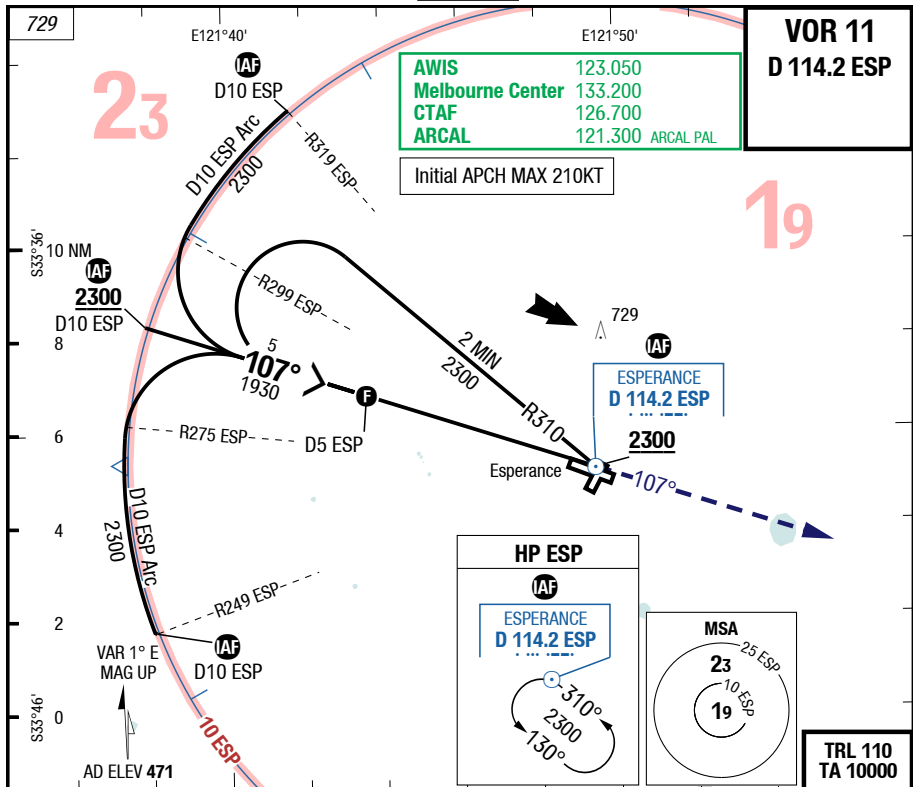 729
E121°40'
E121°50'
VOR 11
D 114.2 ESP
AWIS 123.050
Melbourne Center 133.200
CTAF 126.700
ARCAL 121.300 ARCAL PAL
Initial APCH MAX 210KT
23
19
IAF
D10 ESP
D10 ESP Arc
2300
R319 ESP
S33°36'
10 NM
IAF
2300
D10 ESP
R299 ESP
8
5
107°
1930
2 MIN
2300
R310
729
IAF
ESPERANCE
D 114.2 ESP
2300
F
D5 ESP
6
R275 ESP
Esperance
107°
4
D10 ESP Arc
2300
R249 ESP
2
IAF
D10 ESP
VAR 1° E
MAG UP
S33°46'
0
10 ESP
AD ELEV 471
HP ESP
IAF
ESPERANCE
D 114.2 ESP
310°
2300
130°
MSA
25 ESP
23
10 ESP
19
TRL 110
TA 10000